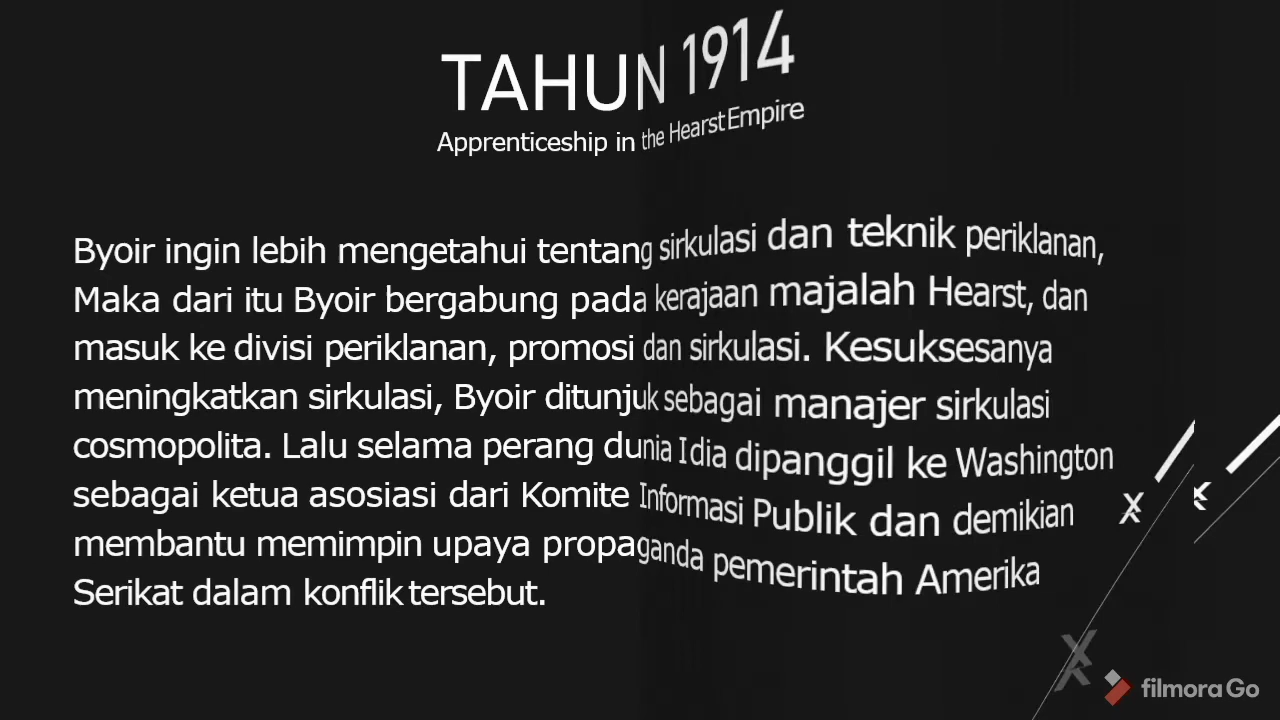 TAHUN 1914
Apprenticeship in the Hearst Empire
Byoir ingin lebih mengetahui tentang sirkulasi dan teknik periklanan,
Maka dari itu Byoir bergabung pada kerajaan majalah Hearst, dan
masuk ke divisi periklanan, promosi dan sirkulasi. Kesuksesanya
meningkatkan sirkulasi, Byoir ditunjuk sebagai manajer sirkulasi
cosmopolita. Lalu selama perang dunia I dia dipanggil ke Washington
sebagai ketua asosiasi dari Komite Informasi Publik dan demikian
membantu memimpin upaya propaganda pemerintah Amerika
Serikat dalam konflik tersebut.
filmoraGo